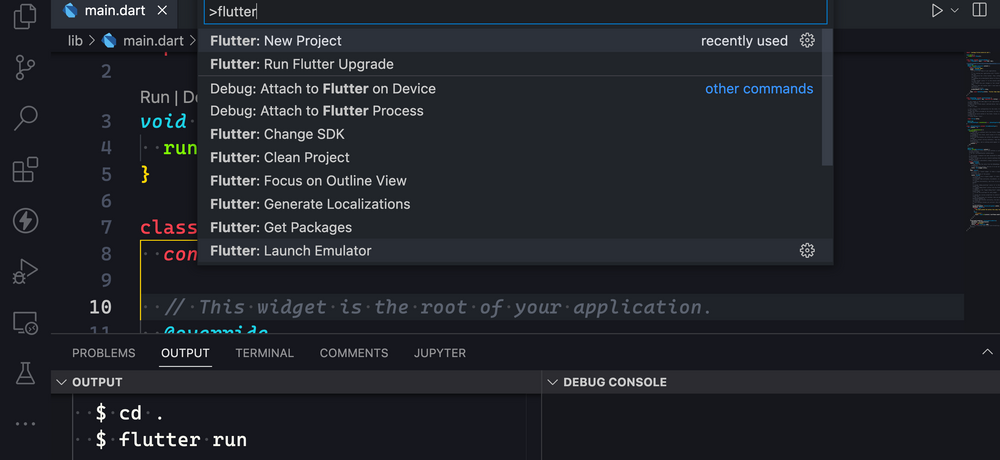 main.dart
>flutter
lib > main.dart >
Flutter: New Project recently used
Flutter: Run Flutter Upgrade
Debug: Attach to Flutter on Device other commands
Debug: Attach to Flutter Process
Flutter: Change SDK
Flutter: Clean Project
Flutter: Focus on Outline View
Flutter: Generate Localizations
Flutter: Get Packages
Flutter: Launch Emulator
2
Run | De
3 void
4 run
5 }
6
7 class
8 con
9
10 // This widget is the root of your application.
11 @override
PROBLEMS OUTPUT TERMINAL COMMENTS JUPYTER
OUTPUT
$ cd .
$ flutter run
DEBUG CONSOLE